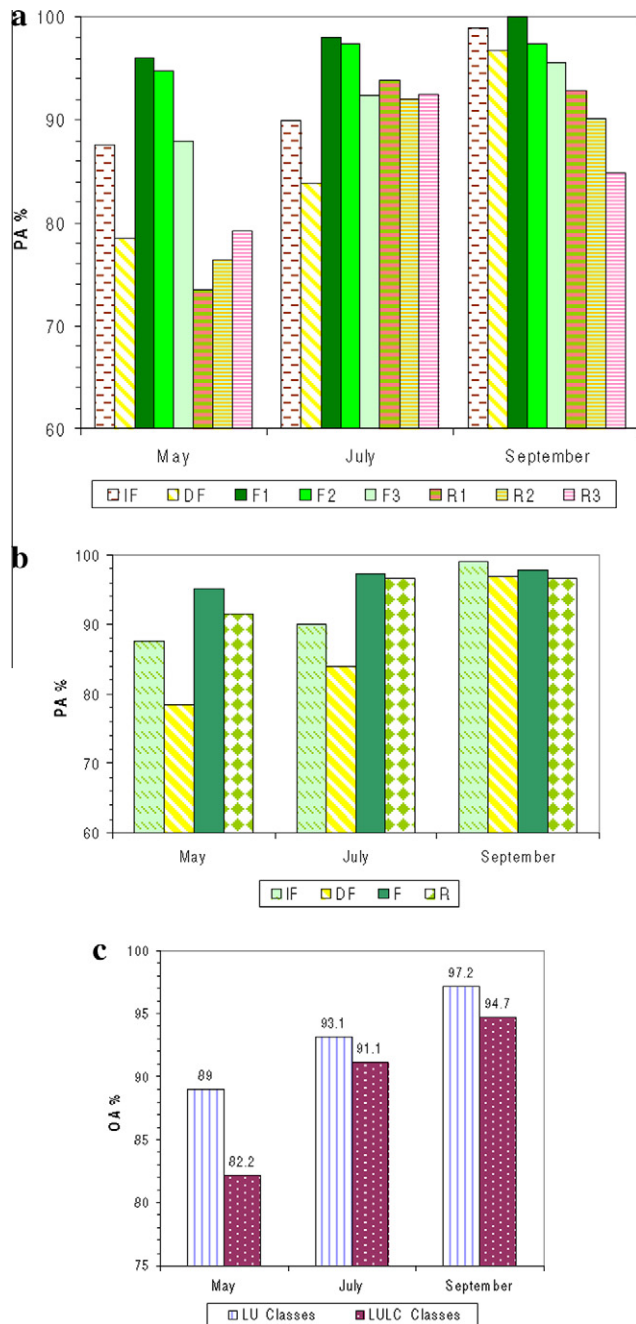 a
100
90
80
70
60
PA %
May July September
IF DF F1 F2 F3 R1 R2 R3
b
100
90
80
70
60
PA %
May July September
IF DF F R
c
100
95
90
85
80
75
OA %
89 82.2 93.1 91.1 97.2 94.7
May July September
LU Classes LULC Classes